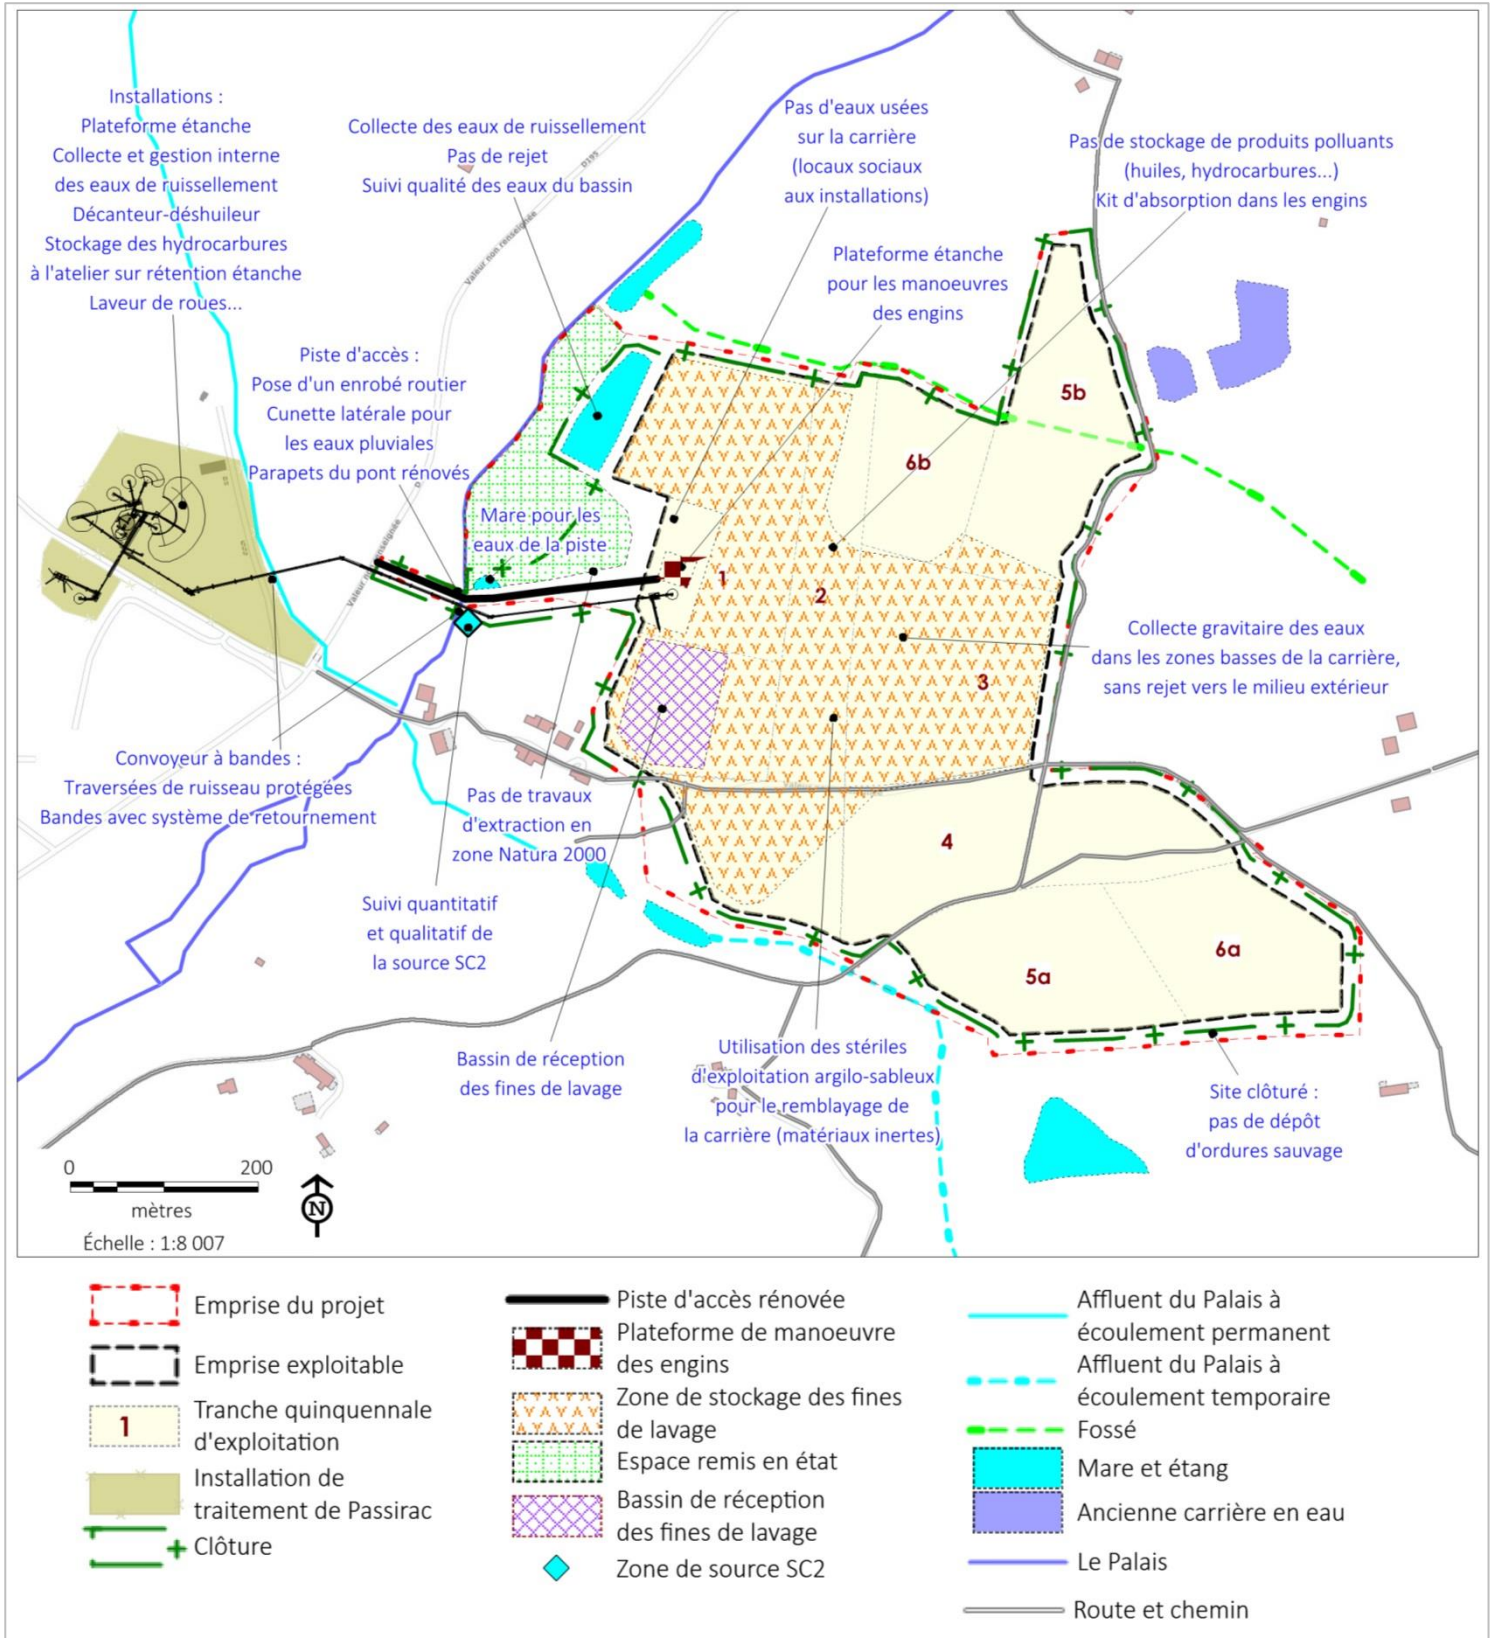 Installations :
Plateforme étanche
Collecte et gestion interne
des eaux de ruissellement
Décanteur-déshuileur
Stockage des hydrocarbures
à l'atelier sur rétention étanche
Laveur de roues...
Collecte des eaux de ruissellement
Pas de rejet
Suivi qualité des eaux du bassin
D195
Valeur non renseignée
Pas d'eaux usées
sur la carrière
(locaux sociaux
aux installations)
Pas de stockage de produits polluants
(huiles, hydrocarbures...)
Kit d'absorption dans les engins
Plateforme étanche
pour les manoeuvres
des engins
Piste d'accès :
Pose d'un enrobé routier
Cunette latérale pour
les eaux pluviales
Parapets du pont rénovés
Mare pour les
eaux de la piste
5b
6b
1
2
3
4
5a
6a
Collecte gravitaire des eaux
dans les zones basses de la carrière,
sans rejet vers le milieu extérieur
Convoyeur à bandes :
Traversées de ruisseau protégées
Bandes avec système de retournement
Pas de travaux
d'extraction en
zone Natura 2000
Suivi quantitatif
et qualitatif de
la source SC2
Bassin de réception
des fines de lavage
Utilisation des stériles
d'exploitation argilo-sableux
pour le remblayage de
la carrière (matériaux inertes)
Site clôturé :
pas de dépôt
d'ordures sauvage
0 200
mètres
Échelle : 1:8 007
N
Emprise du projet
Emprise exploitable
1
Tranche quinquennale
d'exploitation
Installation de
traitement de Passirac
Clôture
Piste d'accès rénovée
Plateforme de manoeuvre
des engins
Zone de stockage des fines
de lavage
Espace remis en état
Bassin de réception
des fines de lavage
Zone de source SC2
Affluent du Palais à
écoulement permanent
Affluent du Palais à
écoulement temporaire
Fossé
Mare et étang
Ancienne carrière en eau
Le Palais
Route et chemin